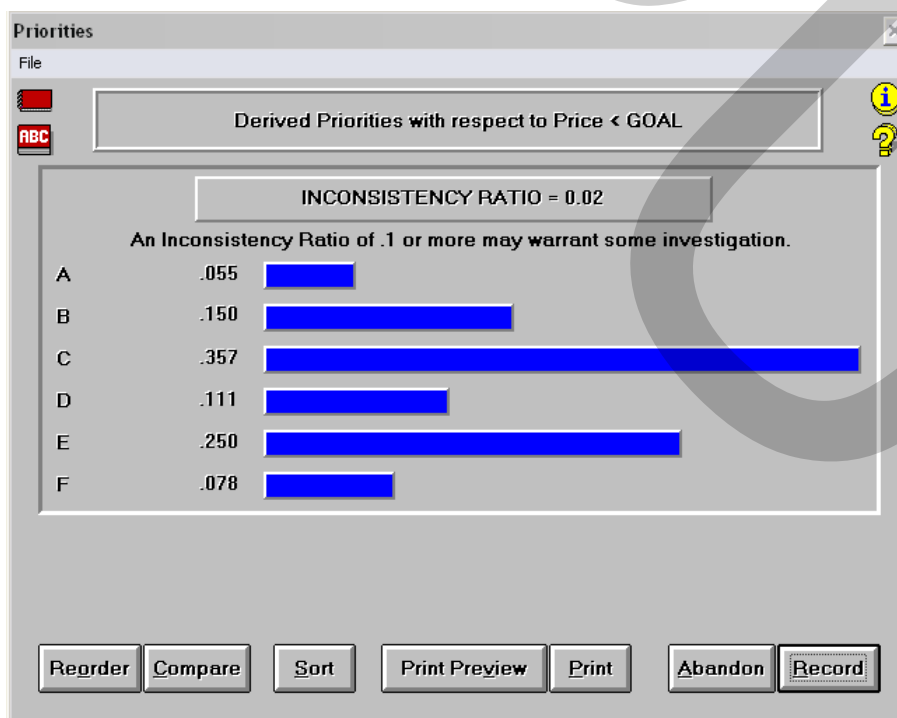 Priorities
File
ABC
Derived Priorities with respect to Price < GOAL
i
?
INCONSISTENCY RATIO = 0.02
An Inconsistency Ratio of .1 or more may warrant some investigation.
A .055
B .150
C .357
D .111
E .250
F .078
Reorder Compare Sort Print Preview Print Abandon Record